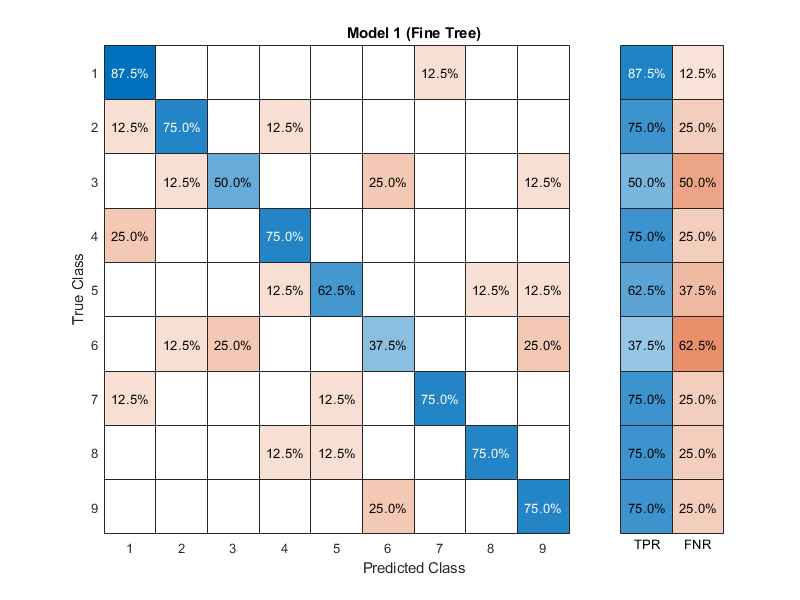 Model 1 (Fine Tree)
1 87.5% 12.5% 87.5% 12.5%
2 12.5% 75.0% 12.5% 75.0% 25.0%
3 12.5% 50.0% 25.0% 12.5% 50.0% 50.0%
4 25.0% 75.0% 75.0% 25.0%
5 12.5% 62.5% 12.5% 12.5% 62.5% 37.5%
6 12.5% 25.0% 37.5% 25.0% 37.5% 62.5%
7 12.5% 12.5% 75.0% 75.0% 25.0%
8 12.5% 12.5% 75.0% 75.0% 25.0%
9 25.0% 75.0% 75.0% 25.0%
True Class
1 2 3 4 5 6 7 8 9
TPR FNR
Predicted Class